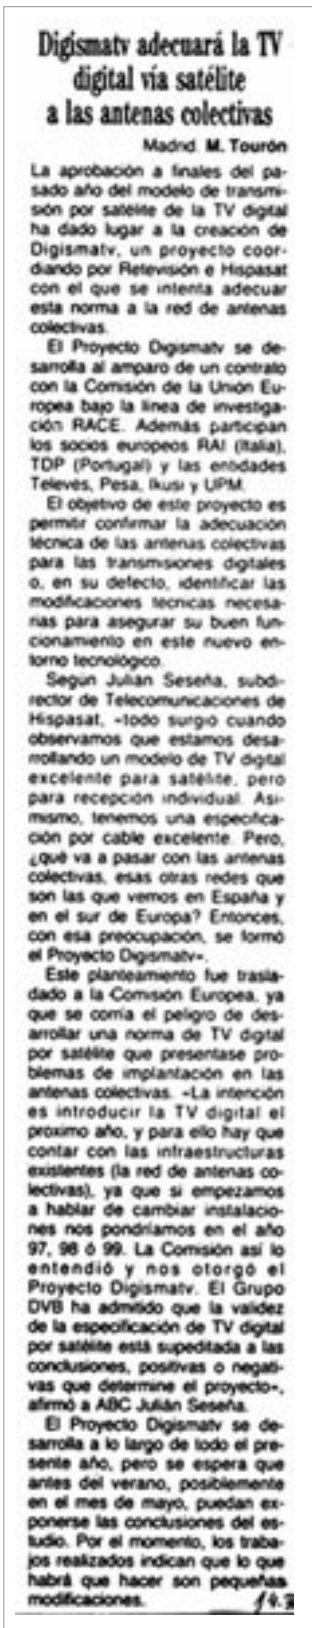 Digismatv adecuará la TV
digital vía satélite
a las antenas colectivas
Madrid. M. Tourón
La aprobación a finales del pa-
sado año del modelo de transmi-
sión por satélite de la TV digital
ha dado lugar a la creación de
Digismatv, un proyecto coor-
diando por Retevisión e Hispasat
con el que se intenta adecuar
esta norma a la red de antenas
colectivas.
El Proyecto Digismatv se de-
sarrolla al amparo de un contrato
con la Comisión de la Unión Eu-
ropea bajo la línea de investiga-
ción RACE. Además participan
los socios europeos RAI (Italia),
TDP (Portugal) y las entidades
Televés, Pesa, Ikusi y UPM.
El objetivo de este proyecto es
permitir confirmar la adecuación
técnica de las antenas colectivas
para las transmisiones digitales
o, en su defecto, identificar las
modificaciones técnicas necesa-
rias para asegurar su buen fun-
cionamiento en este nuevo en-
torno tecnológico.
Según Julián Seseña, subdi-
rector de Telecomunicaciones de
Hispasat, «todo surgió cuando
observamos que estamos desa-
rrollando un modelo de TV digital
excelente para satélite, pero
para recepción individual. Asi-
mismo, tenemos una especifica-
ción por cable excelente. Pero,
¿qué va a pasar con las antenas
colectivas, esas otras redes que
son las que vemos en España y
en el sur de Europa? Entonces,
con esa preocupación, se formó
el Proyecto Digismatv».
Este planteamiento fue trasla-
dado a la Comisión Europea, ya
que se corría el peligro de des-
arrollar una norma de TV digital
por satélite que presentase pro-
blemas de implantación en las
antenas colectivas. «La intención
es introducir la TV digital el
próximo año, y para ello hay que
contar con las infraestructuras
existentes (la red de antenas co-
lectivas), ya que si empezamos
a hablar de cambiar instalacio-
nes nos pondríamos en el año
97, 98 ó 99. La Comisión así lo
entendió y nos otorgó el
Proyecto Digismatv. El Grupo
DVB ha admitido que la validez
de la especificación de TV digital
por satélite está supeditada a las
conclusiones, positivas o negati-
vas que determine el proyecto»,
afirmó a ABC Julián Seseña.
El Proyecto Digismatv se de-
sarrolla a lo largo de todo el pre-
sente año, pero se espera que
antes del verano, posiblemente
en el mes de mayo, puedan ex-
ponerse las conclusiones del es-
tudio. Por el momento, los traba-
jos realizados indican que lo que
habrá que hacer son pequeñas
modificaciones.